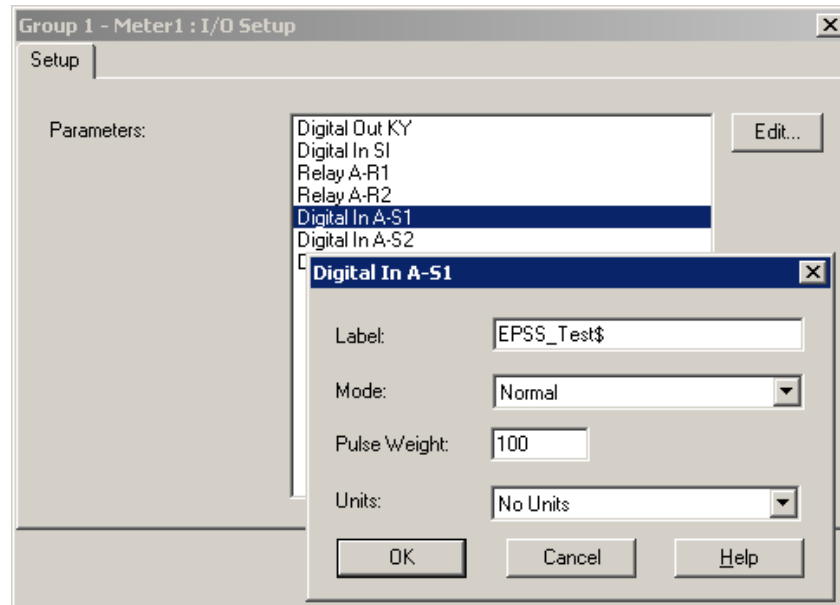 Group 1 - Meter1 : I/O Setup
Setup
Parameters:
Digital Out KY
Digital In SI
Relay A-R1
Relay A-R2
Digital In A-S1
Digital In A-S2
Edit...
Digital In A-S1
Label:
EPSS_Test$
Mode:
Normal
Pulse Weight:
100
Units:
No Units
OK
Cancel
Help